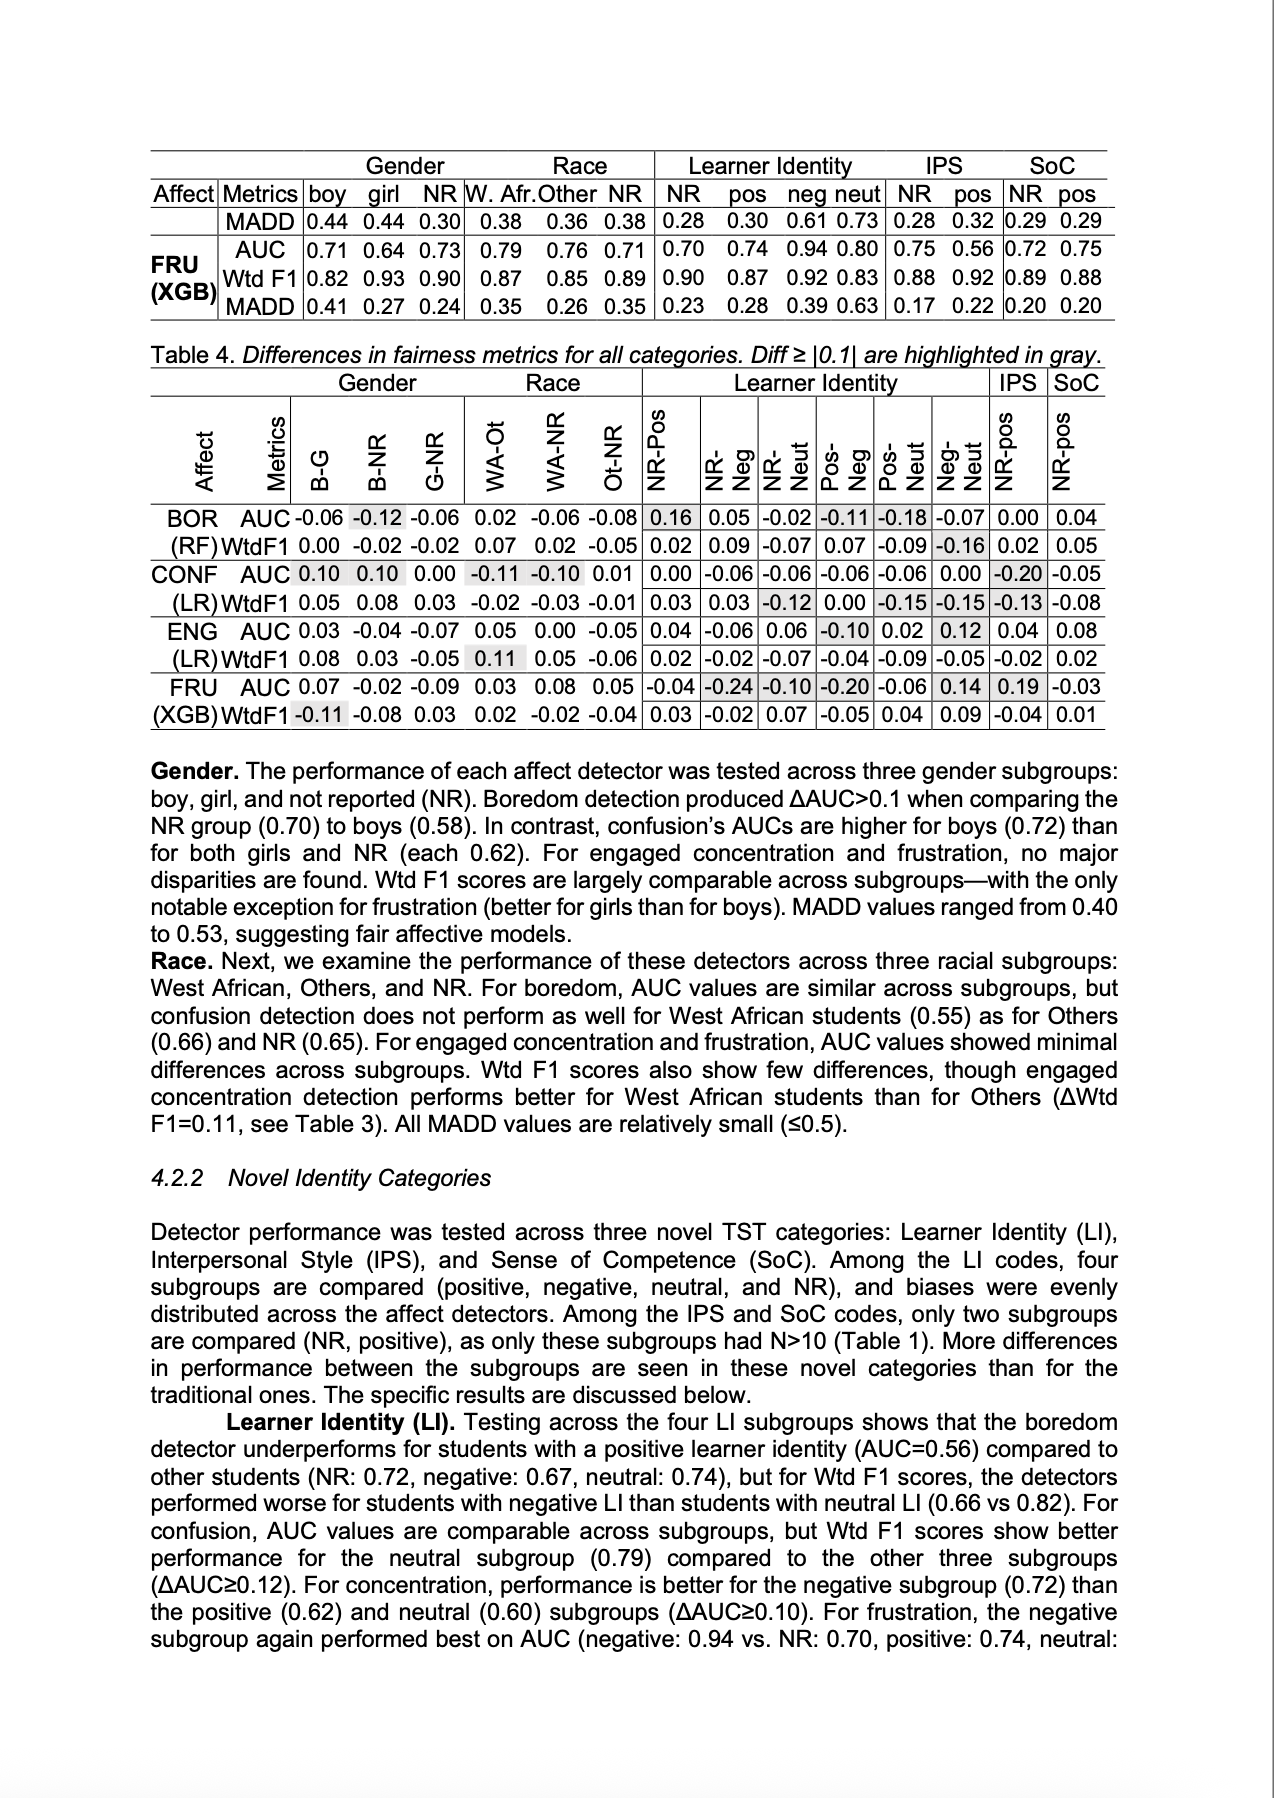 Gender Race Learner Identity IPS SoC
Affect Metrics boy girl NR W. Afr. Other NR NR pos neg neut NR pos NR pos
MADD 0.44 0.44 0.30 0.38 0.36 0.38 0.28 0.30 0.61 0.73 0.28 0.32 0.29 0.29
FRU (XGB) AUC 0.71 0.64 0.73 0.79 0.76 0.71 0.70 0.74 0.94 0.80 0.75 0.56 0.72 0.75
Wtd F1 0.82 0.93 0.90 0.87 0.85 0.89 0.90 0.87 0.92 0.83 0.88 0.92 0.89 0.88
MADD 0.41 0.27 0.24 0.35 0.26 0.35 0.23 0.28 0.39 0.63 0.17 0.22 0.20 0.20
Table 4. Differences in fairness metrics for all categories. Diff ≥ |0.1| are highlighted in gray.
Gender Race Learner Identity IPS SoC
Affect Metrics B-G B-NR G-NR WA-Ot WA-NR Ot-NR NR-Pos NR-Neg NR-Neut Pos-Neg Pos-Neut Neg-Neut NR-pos NR-pos
BOR AUC -0.06 -0.12 -0.06 0.02 -0.06 -0.08 0.16 0.05 -0.02 -0.11 -0.18 -0.07 0.00 0.04
(RF) WtdF1 0.00 -0.02 -0.02 0.07 0.02 -0.05 0.02 0.09 -0.07 0.07 -0.09 -0.16 0.02 0.05
CONF AUC 0.10 0.10 0.00 -0.11 -0.10 0.01 0.00 -0.06 -0.06 -0.06 -0.06 0.00 -0.20 -0.05
(LR) WtdF1 0.05 0.08 0.03 -0.02 -0.03 -0.01 0.03 0.03 -0.12 0.00 -0.15 -0.15 -0.13 -0.08
ENG AUC 0.03 -0.04 -0.07 0.05 0.00 -0.05 0.04 -0.06 0.06 -0.10 0.02 0.12 0.04 0.08
(LR) WtdF1 0.08 0.03 -0.05 0.11 0.05 -0.06 0.02 -0.02 -0.07 -0.04 -0.09 -0.05 -0.02 0.02
FRU AUC 0.07 -0.02 -0.09 0.03 0.08 0.05 -0.04 -0.24 -0.10 -0.20 -0.06 0.14 0.19 -0.03
(XGB) WtdF1 -0.11 -0.08 0.03 0.02 -0.02 -0.04 0.03 -0.02 0.07 -0.05 0.04 0.09 -0.04 0.01
Gender. The performance of each affect detector was tested across three gender subgroups:
boy, girl, and not reported (NR). Boredom detection produced ΔAUC>0.1 when comparing the
NR group (0.70) to boys (0.58). In contrast, confusion’s AUCs are higher for boys (0.72) than
for both girls and NR (each 0.62). For engaged concentration and frustration, no major
disparities are found. Wtd F1 scores are largely comparable across subgroups—with the only
notable exception for frustration (better for girls than for boys). MADD values ranged from 0.40
to 0.53, suggesting fair affective models.
Race. Next, we examine the performance of these detectors across three racial subgroups:
West African, Others, and NR. For boredom, AUC values are similar across subgroups, but
confusion detection does not perform as well for West African students (0.55) as for Others
(0.66) and NR (0.65). For engaged concentration and frustration, AUC values showed minimal
differences across subgroups. Wtd F1 scores also show few differences, though engaged
concentration detection performs better for West African students than for Others (ΔWtd
F1=0.11, see Table 3). All MADD values are relatively small (≤0.5).
4.2.2 Novel Identity Categories
Detector performance was tested across three novel TST categories: Learner Identity (LI),
Interpersonal Style (IPS), and Sense of Competence (SoC). Among the LI codes, four
subgroups are compared (positive, negative, neutral, and NR), and biases were evenly
distributed across the affect detectors. Among the IPS and SoC codes, only two subgroups
are compared (NR, positive), as only these subgroups had N>10 (Table 1). More differences
in performance between the subgroups are seen in these novel categories than for the
traditional ones. The specific results are discussed below.
Learner Identity (LI). Testing across the four LI subgroups shows that the boredom
detector underperforms for students with a positive learner identity (AUC=0.56) compared to
other students (NR: 0.72, negative: 0.67, neutral: 0.74), but for Wtd F1 scores, the detectors
performed worse for students with negative LI than students with neutral LI (0.66 vs 0.82). For
confusion, AUC values are comparable across subgroups, but Wtd F1 scores show better
performance for the neutral subgroup (0.79) compared to the other three subgroups
(ΔAUC≥0.12). For concentration, performance is better for the negative subgroup (0.72) than
the positive (0.62) and neutral (0.60) subgroups (ΔAUC≥0.10). For frustration, the negative
subgroup again performed best on AUC (negative: 0.94 vs. NR: 0.70, positive: 0.74, neutral: